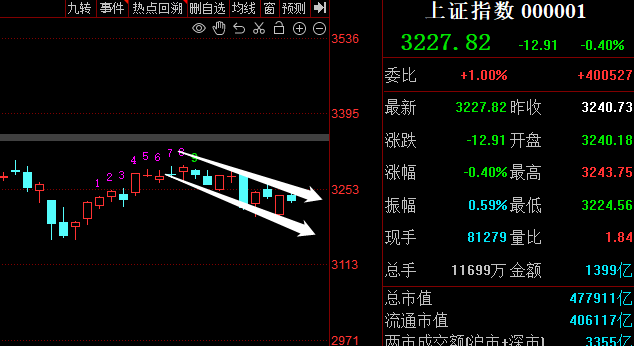 九转 事件 热点回溯 删自选 均线 窗 预测
上证指数 000001
3227.82 -12.91 -0.40%
委比 +1.00% +400527
最新 3227.82 昨收 3240.73
涨跌 -12.91 开盘 3240.18
涨幅 -0.40% 最高 3243.75
振幅 0.59% 最低 3224.56
现手 81279 量比 1.84
总手 11699万 金额 1399亿
总市值 477911亿
流通市值 406117亿
两市成交额(沪市+深市) 3355亿
3536
3395
3253
3113
2971
1 2 3 4 5 6 7 8 9